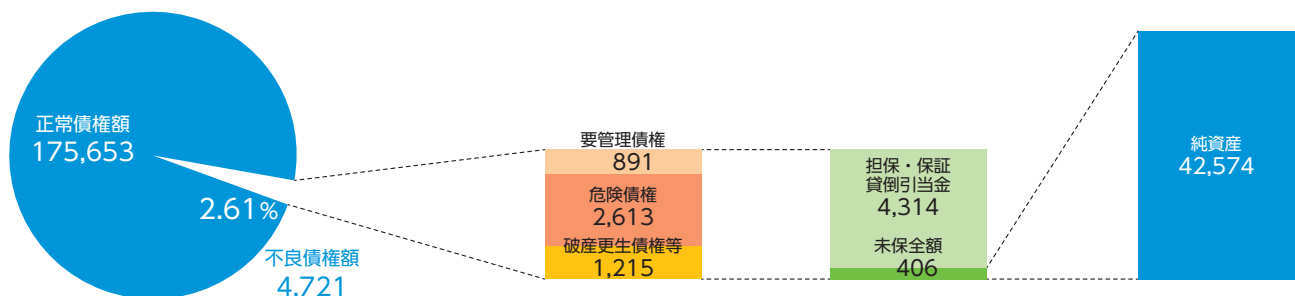 正常債権額
175,653
2.61%
不良債権額
4,721
要管理債権
891
危険債権
2,613
破産更生債権等
1,215
担保・保証
貸倒引当金
4,314
未保全額
406
純資産
42,574